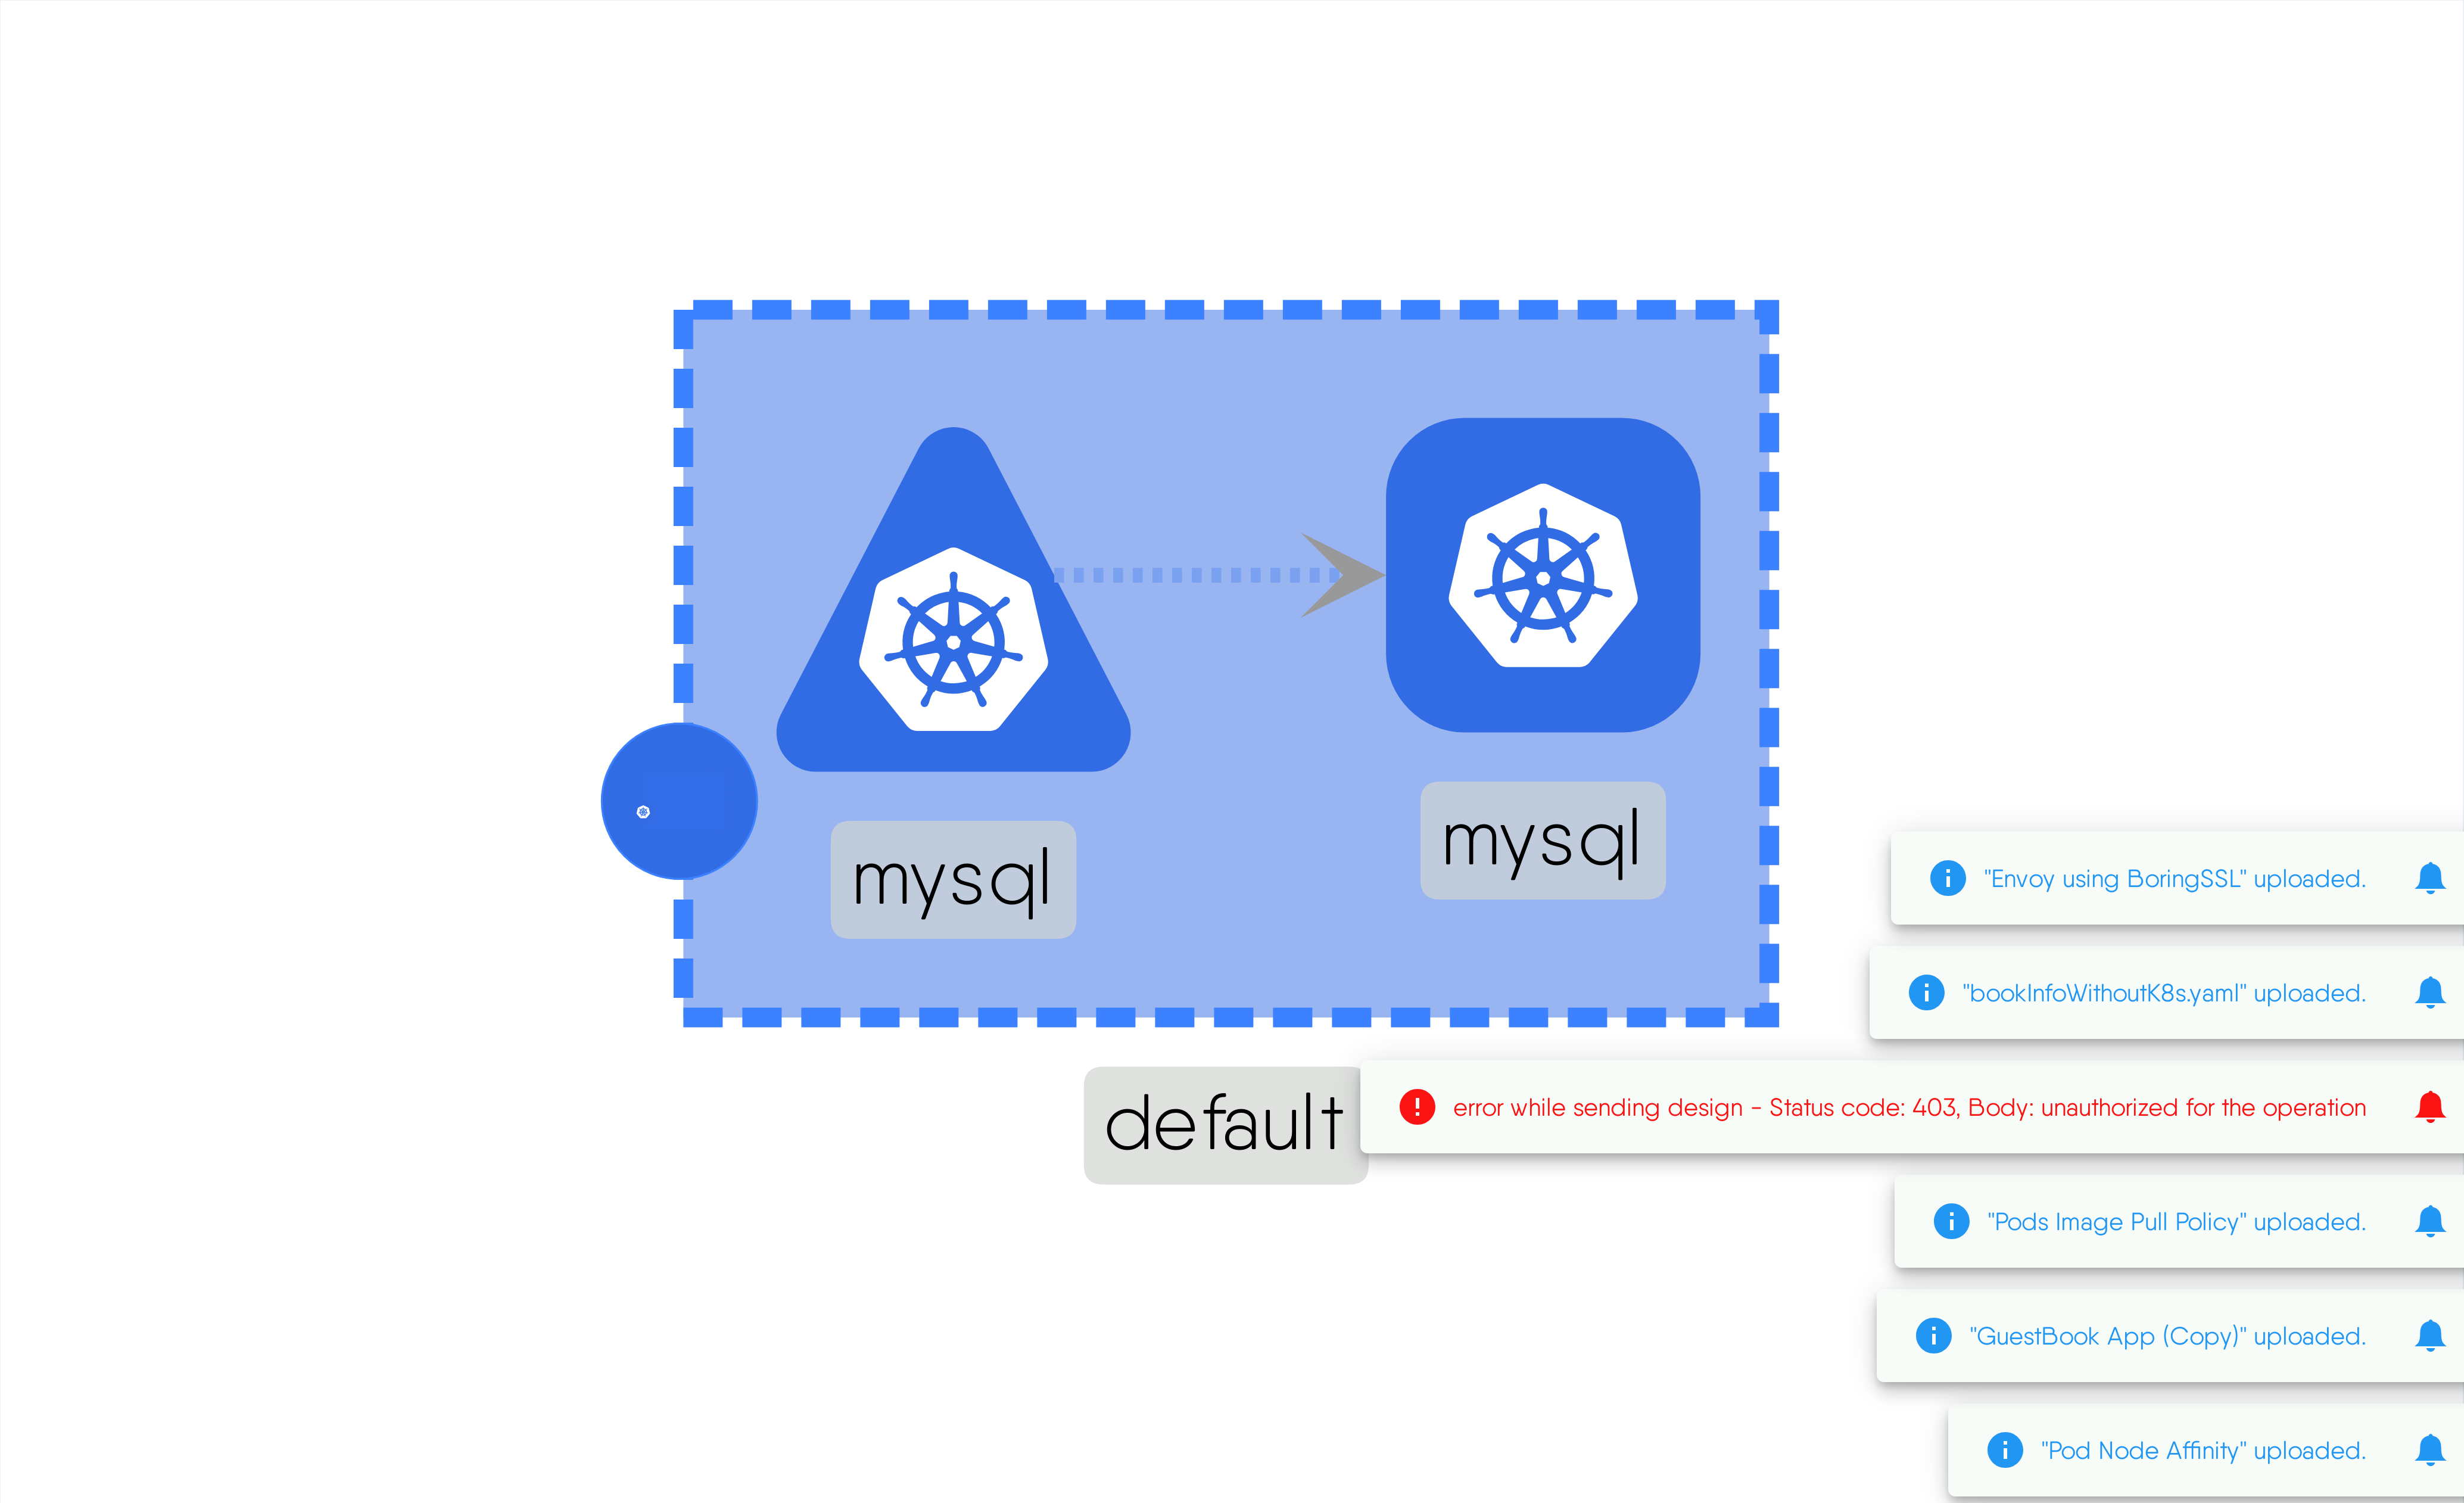 mysql
mysql
default
"Envoy using BoringSSL" uploaded.
"bookInfoWithoutK8s.yaml" uploaded.
error while sending design - Status code: 403, Body: unauthorized for the operation
"Pods Image Pull Policy" uploaded.
"GuestBook App (Copy)" uploaded.
"Pod Node Affinity" uploaded.